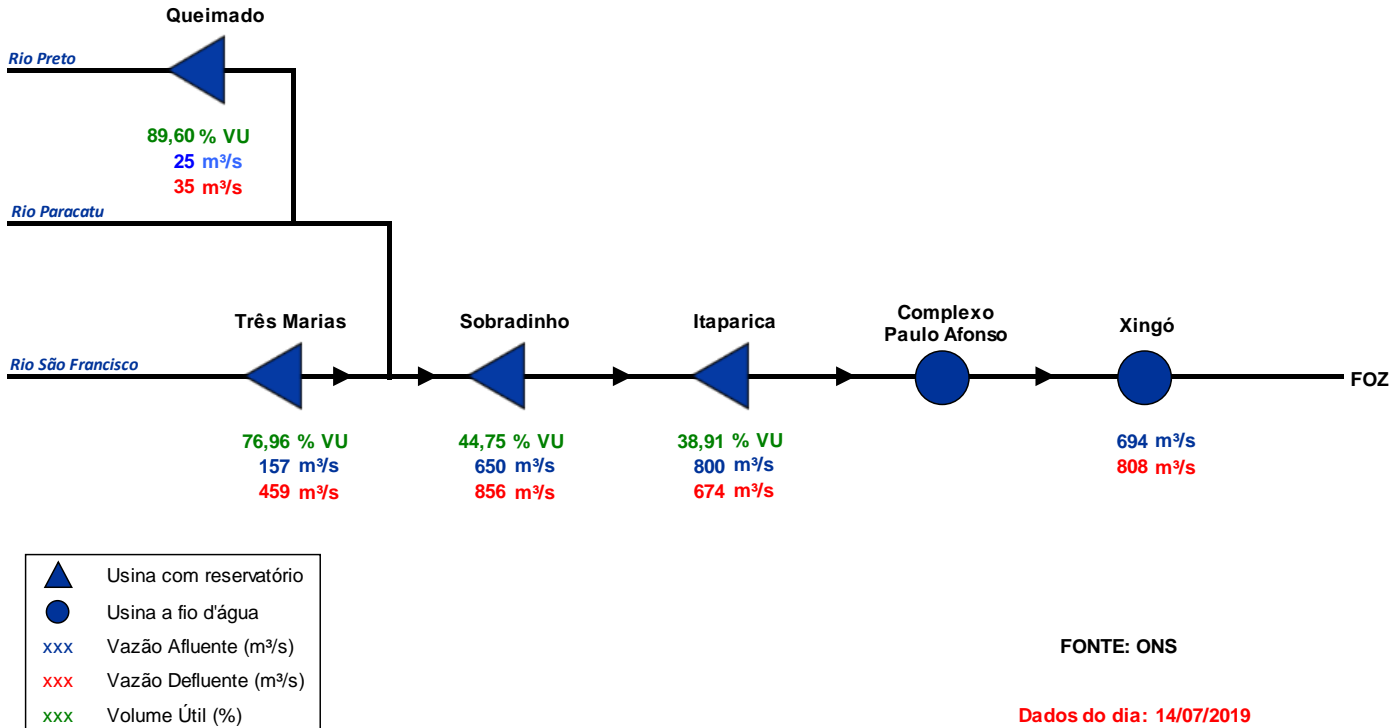 Queimado
Rio Preto
89,60 % VU
25 m³/s
35 m³/s
Rio Paracatu
Três Marias
Sobradinho
Itaparica
Complexo
Paulo Afonso
Xingó
Rio São Francisco
FOZ
76,96 % VU
157 m³/s
459 m³/s
44,75 % VU
650 m³/s
856 m³/s
38,91 % VU
800 m³/s
674 m³/s
694 m³/s
808 m³/s
Usina com reservatório
Usina a fio d'água
xxx Vazão Afluente (m³/s)
xxx Vazão Defluente (m³/s)
xxx Volume Útil (%)
FONTE: ONS
Dados do dia: 14/07/2019